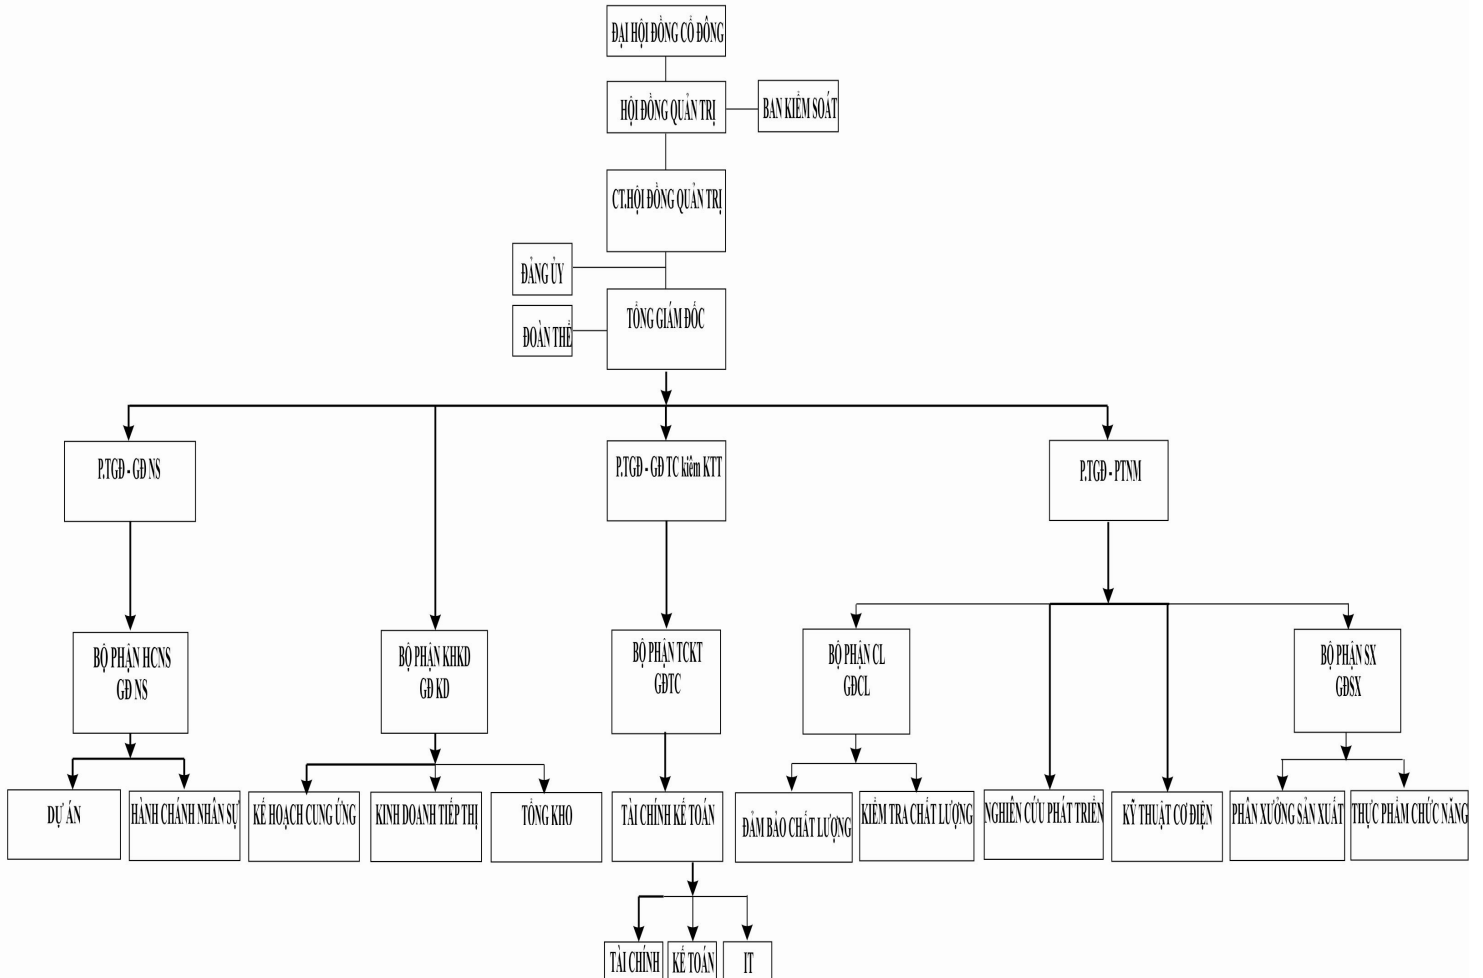 ĐẠI HỘI ĐỒNG CỔ ĐÔNG
HỘI ĐỒNG QUẢN TRỊ
BAN KIỂM SOÁT
CT.HỘI ĐỒNG QUẢN TRỊ
ĐẢNG ỦY
TỔNG GIÁM ĐỐC
ĐOÀN THỂ
P.TGĐ - GĐ NS
P.TGĐ - GĐ TC kiêm KTT
P.TGĐ - PTNM
BỘ PHẬN HCNS
GĐ NS
BỘ PHẬN KHKD
GĐ KD
BỘ PHẬN TCKT
GĐTC
BỘ PHẬN CL
GĐCL
BỘ PHẬN SX
GĐSX
DỰ ÁN
HÀNH CHÁNH NHÂN SỰ
KẾ HOẠCH CUNG ỨNG
KINH DOANH TIẾP THỊ
TỔNG KHO
TÀI CHÍNH KẾ TOÁN
ĐẢM BẢO CHẤT LƯỢNG
KIỂM TRA CHẤT LƯỢNG
NGHIÊN CỨU PHÁT TRIỂN
KỸ THUẬT CƠ ĐIỆN
PHÂN XƯỞNG SẢN XUẤT
THỰC PHẨM CHỨC NĂNG
TÀI CHÍNH
KẾ TOÁN
IT